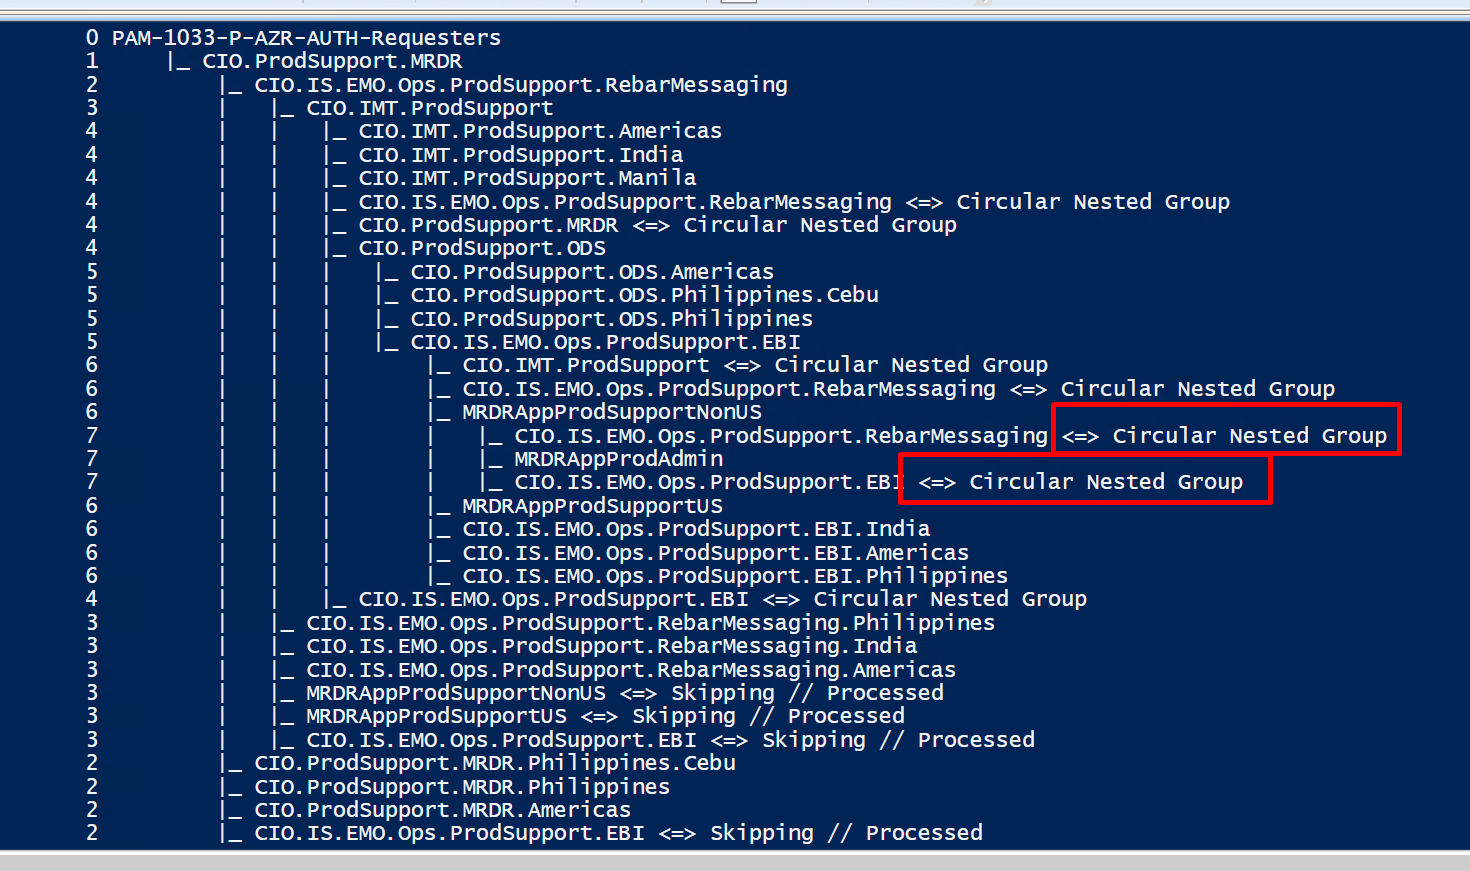 0 PAM-1033-P-AZR-AUTH-Requesters
1 |_ CIO.ProdSupport.MRDR
2 |_ CIO.IS.EMO.Ops.ProdSupport.RebarMessaging
3 | |_ CIO.IMT.ProdSupport
4 | | |_ CIO.IMT.ProdSupport.Americas
4 | | |_ CIO.IMT.ProdSupport.India
4 | | |_ CIO.IMT.ProdSupport.Manila
4 | | |_ CIO.IS.EMO.Ops.ProdSupport.RebarMessaging <=> Circular Nested Group
4 | | |_ CIO.ProdSupport.MRDR <=> Circular Nested Group
4 | | |_ CIO.ProdSupport.ODS
5 | | | |_ CIO.ProdSupport.ODS.Americas
5 | | | |_ CIO.ProdSupport.ODS.Philippines.Cebu
5 | | | |_ CIO.ProdSupport.ODS.Philippines
5 | | | |_ CIO.IS.EMO.Ops.ProdSupport.EBI
6 | | | |_ CIO.IMT.ProdSupport <=> Circular Nested Group
6 | | | |_ CIO.IS.EMO.Ops.ProdSupport.RebarMessaging <=> Circular Nested Group
6 | | | |_ MRDRAppProdSupportNonUS
7 | | | | |_ CIO.IS.EMO.Ops.ProdSupport.RebarMessaging <=> Circular Nested Group
7 | | | | |_ MRDRAppProdAdmin
7 | | | | |_ CIO.IS.EMO.Ops.ProdSupport.EBI <=> Circular Nested Group
6 | | | |_ MRDRAppProdSupportUS
6 | | | |_ CIO.IS.EMO.Ops.ProdSupport.EBI.India
6 | | | |_ CIO.IS.EMO.Ops.ProdSupport.EBI.Americas
6 | | | |_ CIO.IS.EMO.Ops.ProdSupport.EBI.Philippines
4 | | |_ CIO.IS.EMO.Ops.ProdSupport.EBI <=> Circular Nested Group
3 | |_ CIO.IS.EMO.Ops.ProdSupport.RebarMessaging.Philippines
3 | |_ CIO.IS.EMO.Ops.ProdSupport.RebarMessaging.India
3 | |_ CIO.IS.EMO.Ops.ProdSupport.RebarMessaging.Americas
3 | |_ MRDRAppProdSupportNonUS <=> Skipping // Processed
3 | |_ MRDRAppProdSupportUS <=> Skipping // Processed
3 | |_ CIO.IS.EMO.Ops.ProdSupport.EBI <=> Skipping // Processed
2 |_ CIO.ProdSupport.MRDR.Philippines.Cebu
2 |_ CIO.ProdSupport.MRDR.Philippines
2 |_ CIO.ProdSupport.MRDR.Americas
2 |_ CIO.IS.EMO.Ops.ProdSupport.EBI <=> Skipping // Processed